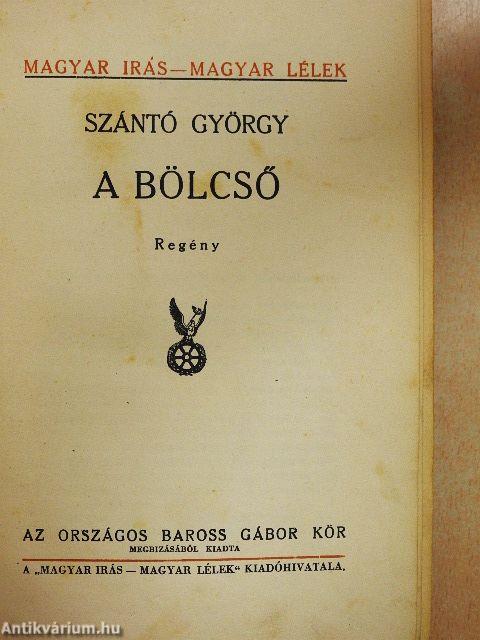 MAGYAR IRÁS—MAGYAR LÉLEK
SZÁNTÓ GYÖRGY
A BÖLCSŐ
Regény
AZ ORSZÁGOS BAROSS GÁBOR KÖR
MEGBIZÁSÁBÓL KIADTA
A „MAGYAR IRÁS — MAGYAR LÉLEK“ KIADÓHIVATALA.
Antikvárium.hu